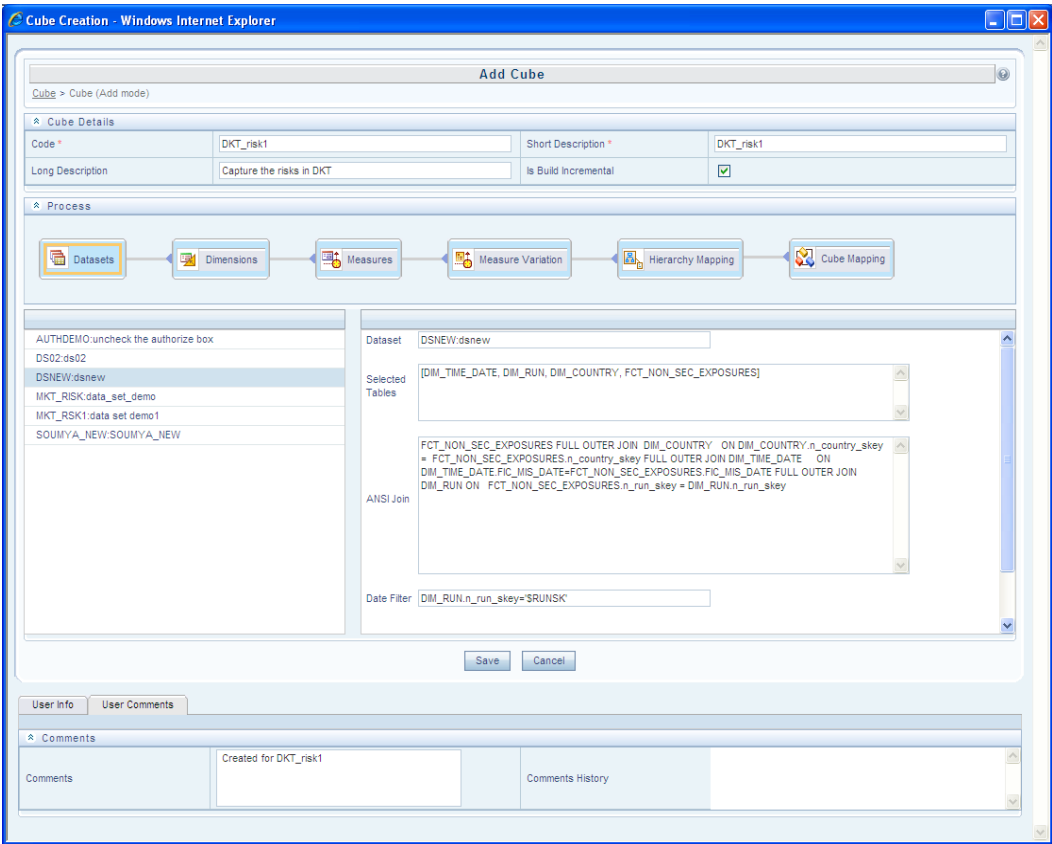 Cube Creation - Windows Internet Explorer
Add Cube
Cube > Cube (Add mode)
Cube Details
Code * DKT_risk1 Short Description * DKT_risk1
Long Description Capture the risks in DKT Is Build Incremental
Process
Datasets Dimensions Measures Measure Variation Hierarchy Mapping Cube Mapping
AUTHDEMO:uncheck the authorize box
DS02:ds02
DSNEW:dsnew
MKT_RISK:data_set_demo
MKT_RSK1:data set demo1
SOUMYA_NEW:SOUMYA_NEW
Dataset DSNEW:dsnew
Selected Tables [DIM_TIME_DATE, DIM_RUN, DIM_COUNTRY, FCT_NON_SEC_EXPOSURES]
ANSI Join
FCT_NON_SEC_EXPOSURES FULL OUTER JOIN DIM_COUNTRY ON DIM_COUNTRY.n_country_skey
= FCT_NON_SEC_EXPOSURES.n_country_skey FULL OUTER JOIN DIM_TIME_DATE ON
DIM_TIME_DATE.FIC_MIS_DATE=FCT_NON_SEC_EXPOSURES.FIC_MIS_DATE FULL OUTER JOIN
DIM_RUN ON FCT_NON_SEC_EXPOSURES.n_run_skey = DIM_RUN.n_run_skey
Date Filter DIM_RUN.n_run_skey='$RUNSK'
Save Cancel
User Info User Comments
Comments
Comments Created for DKT_risk1 Comments History